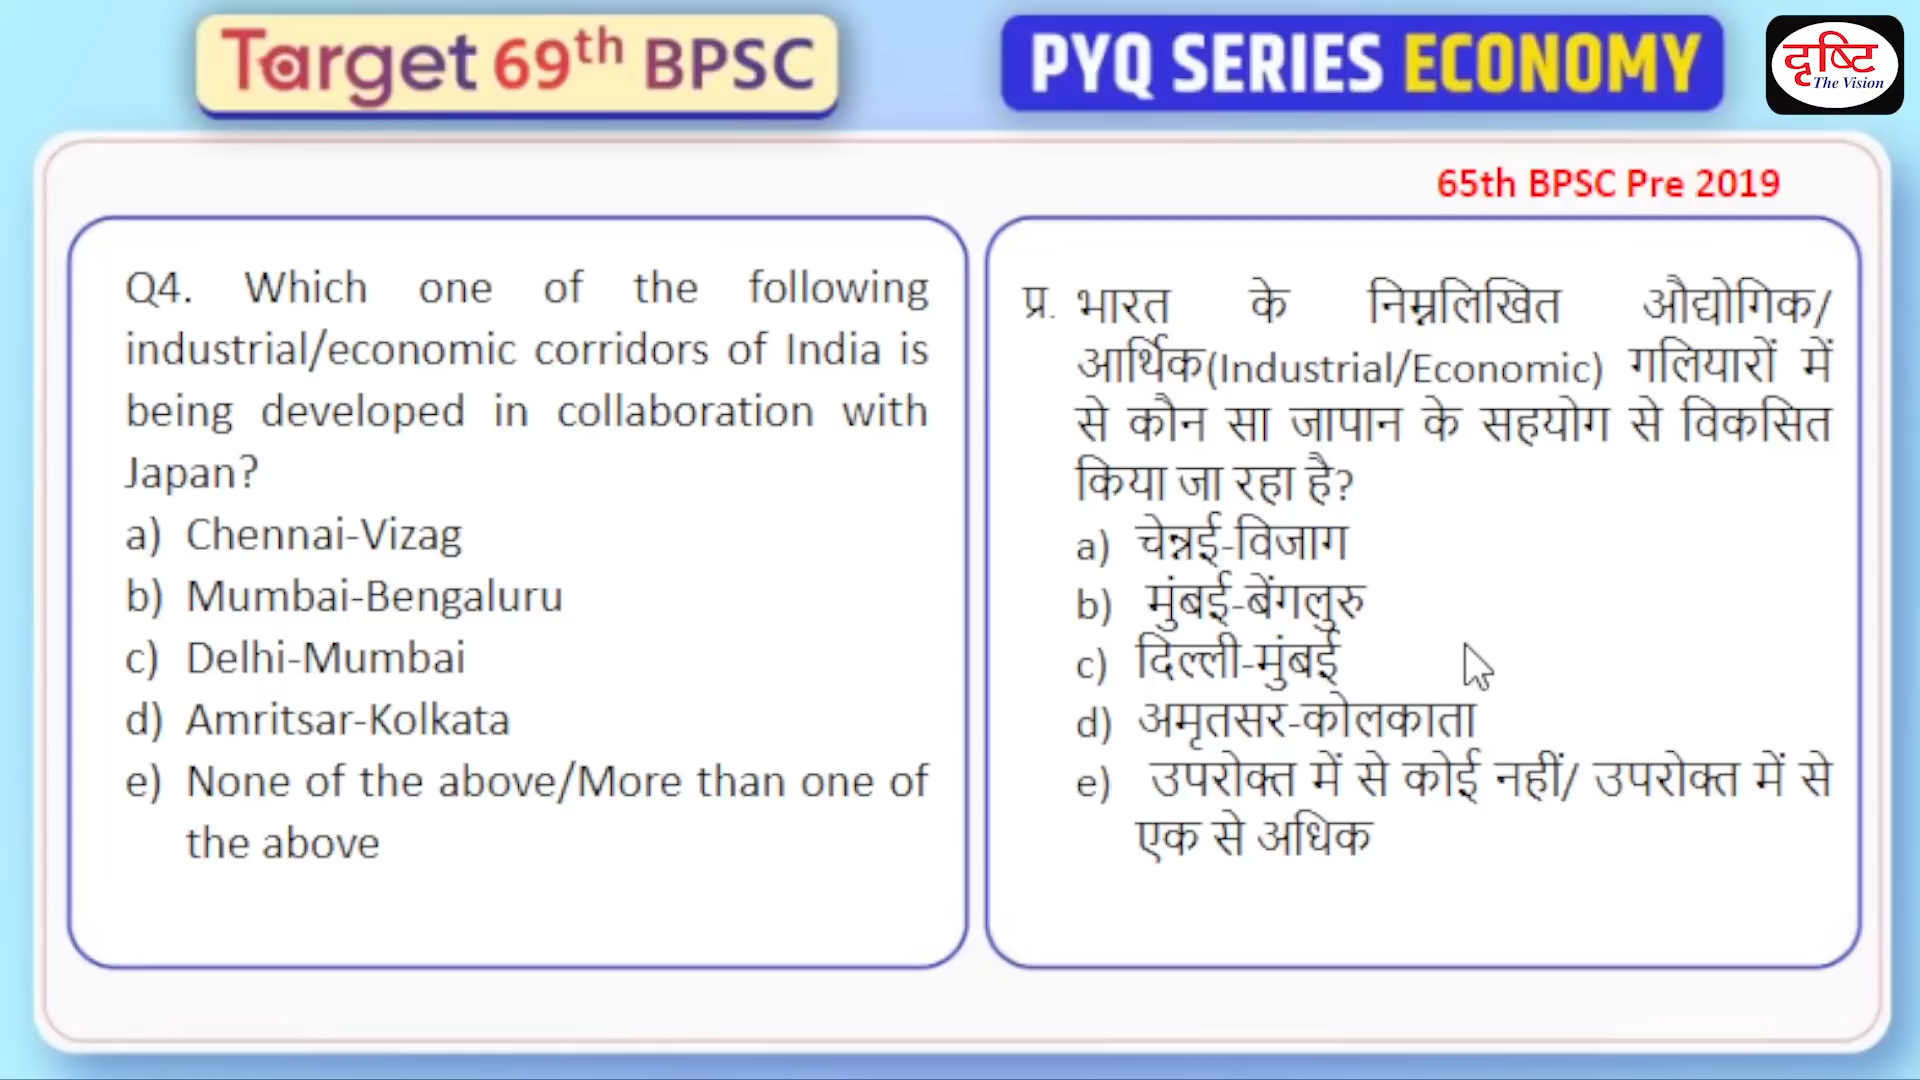 Target 69th BPSC
PYQ SERIES ECONOMY
दृष्टि
The Vision
65th BPSC Pre 2019
Q4. Which one of the following
industrial/economic corridors of India is
being developed in collaboration with
Japan?
a) Chennai-Vizag
b) Mumbai-Bengaluru
c) Delhi-Mumbai
d) Amritsar-Kolkata
e) None of the above/More than one of
the above
प्र. भारत के निम्नलिखित औद्योगिक/
आर्थिक(Industrial/Economic) गलियारों में
से कौन सा जापान के सहयोग से विकसित
किया जा रहा है?
a) चेन्नई-विजाग
b) मुंबई-बेंगलुरु
c) दिल्ली-मुंबई
d) अमृतसर-कोलकाता
e) उपरोक्त में से कोई नहीं/ उपरोक्त में से
एक से अधिक